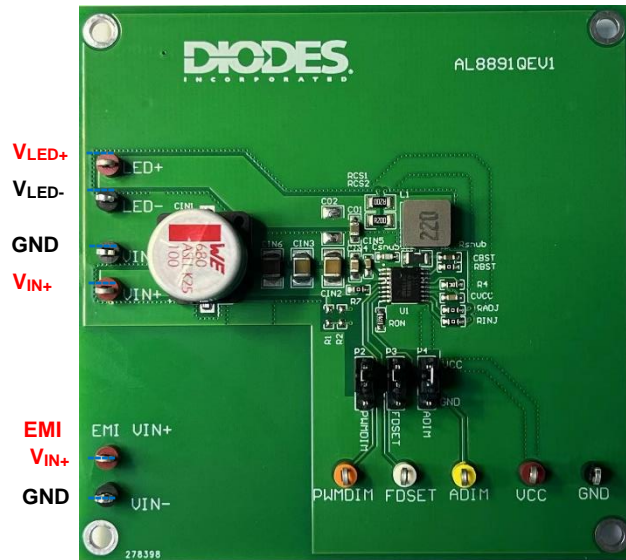 DIODES.
INCORPORATED
AL8891QEV1
VLED+
LED+
VLED-
LED-
GND
VIN+
VIN+
RCS1
RCS2
R020
L1
220
CIN1
WE
680
ASLI K25
100
CO2
CO1
CIN6
CIN3
CIN2
CIN5
Csnub
Rsnub
CBST
RBST
R4
CVCC
RADJ
RINJ
R7
RON
U1
R1
R2
P2
P3
P4
VCC
GND
PWMDIM
FDSET
ADIM
EMI
VIN+
EMI VIN+
GND
VIN-
PWMDIM
FDSET
ADIM
VCC
GND
278398